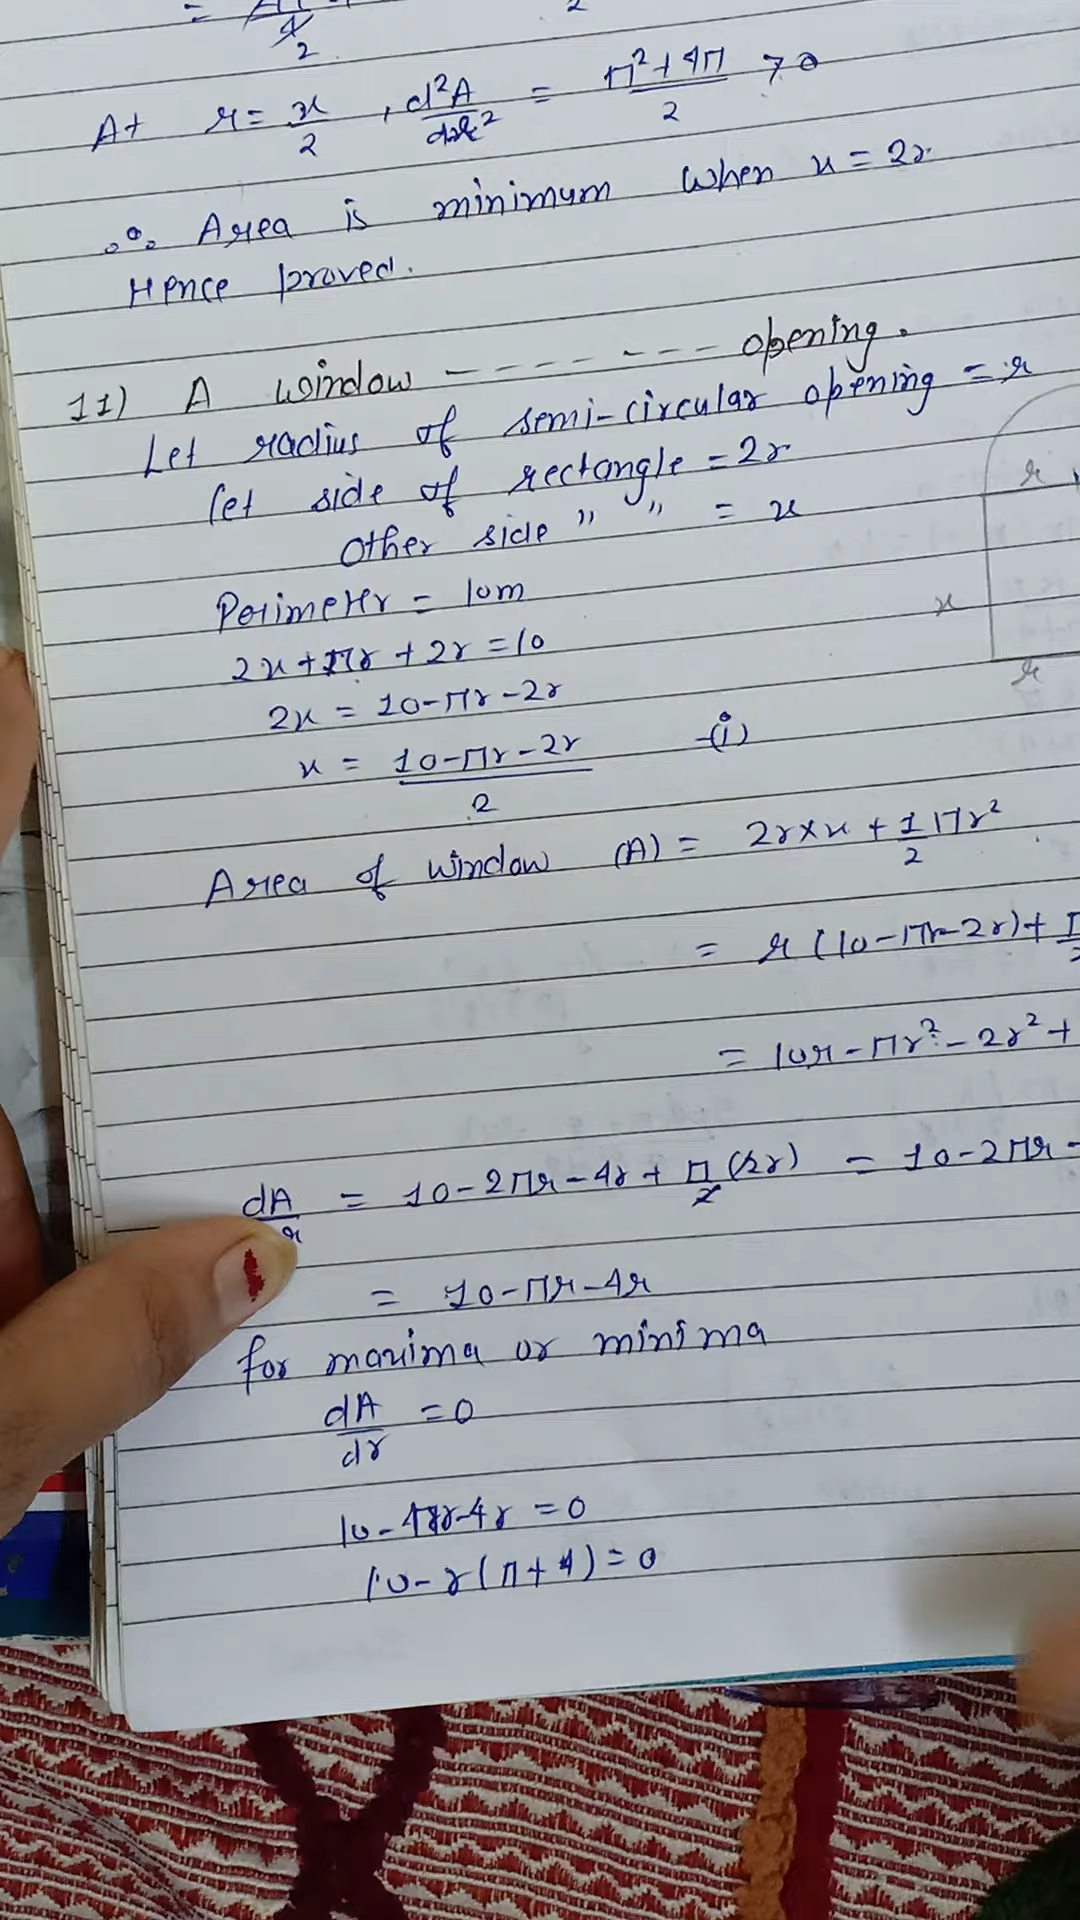 2
2
At r = x/2 , d²A/dx² = π²+4π/2 > 0
∴ Area is minimum when x = 2r
Hence proved.
11) A window ------- opening.
Let radius of semi-circular opening = r
let side of rectangle = 2r
Other side " " = x
Perimeter = 10m
2x + πr + 2r = 10
2x = 10-πr-2r
x = 10-πr-2r/2 -(i)
Area of window (A) = 2r×x + 1/2 πr²
= r(10-πr-2r)+
= 10r-πr²-2r²+
dA = 10-2πr-4r + π/2(2r) = 10-2πr-
= 10-πr-4r
for maxima or minima
dA/dr = 0
10-πr-4r = 0
10-r(π+4) = 0
r
x
r